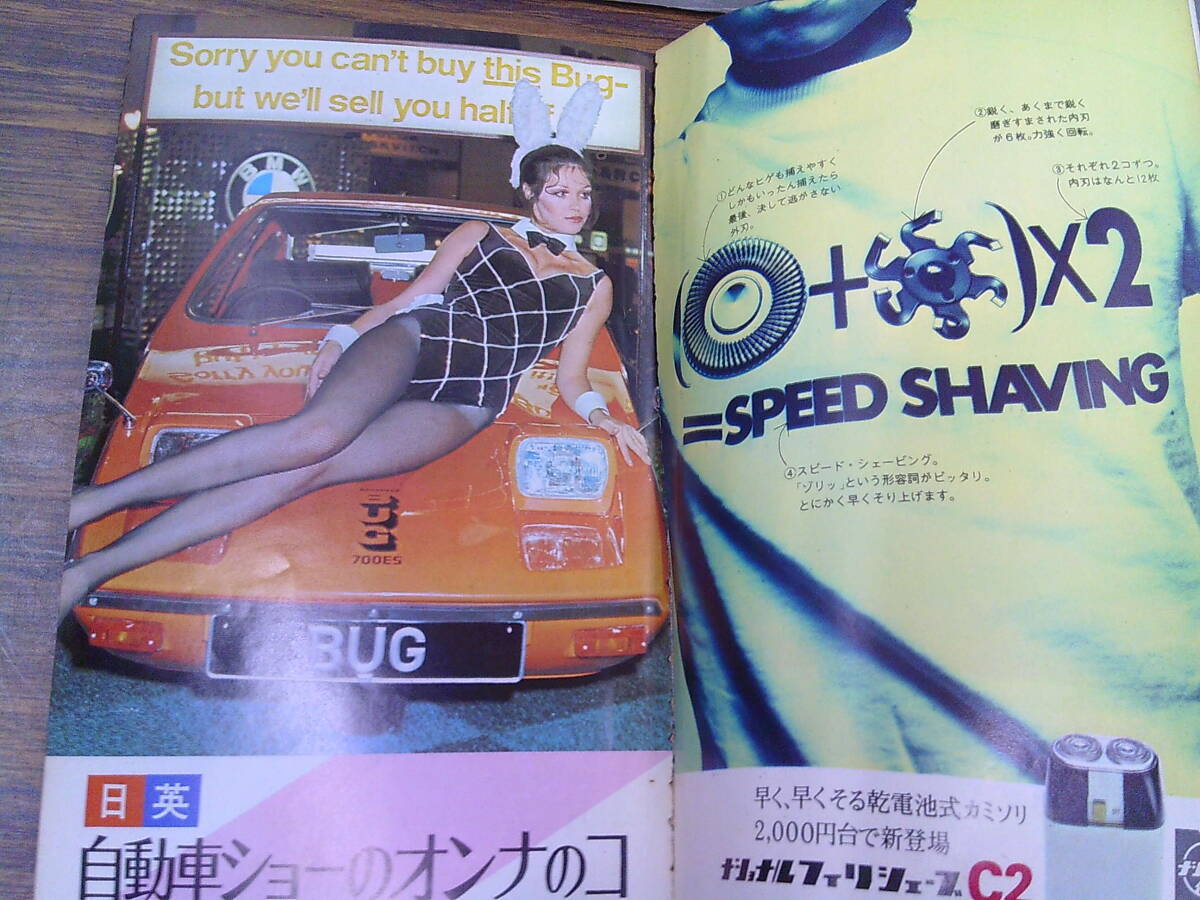 Sorry you can't buy this Bug-
but we'll sell you half
BMW
700ES
BUG
日英
自動車ショーのオンナのコ
①どんなヒゲも捕えやすく
しかもいったん捕えたら
最後、決して逃がさない
外刃。
②鋭く、あくまで鋭く
磨ぎすまされた内刃
が6枚。力強く回転。
③それぞれ2コずつ。
内刃はなんと12枚
( + )X2
=SPEED SHAVING
④スピード・シェービング。
「ゾリッ」という形容詞がピッタリ。
とにかく早くそり上げます。
早く、早くそる乾電池式カミソリ
2,000円台で新登場
ナショナルフィリシェーブC2